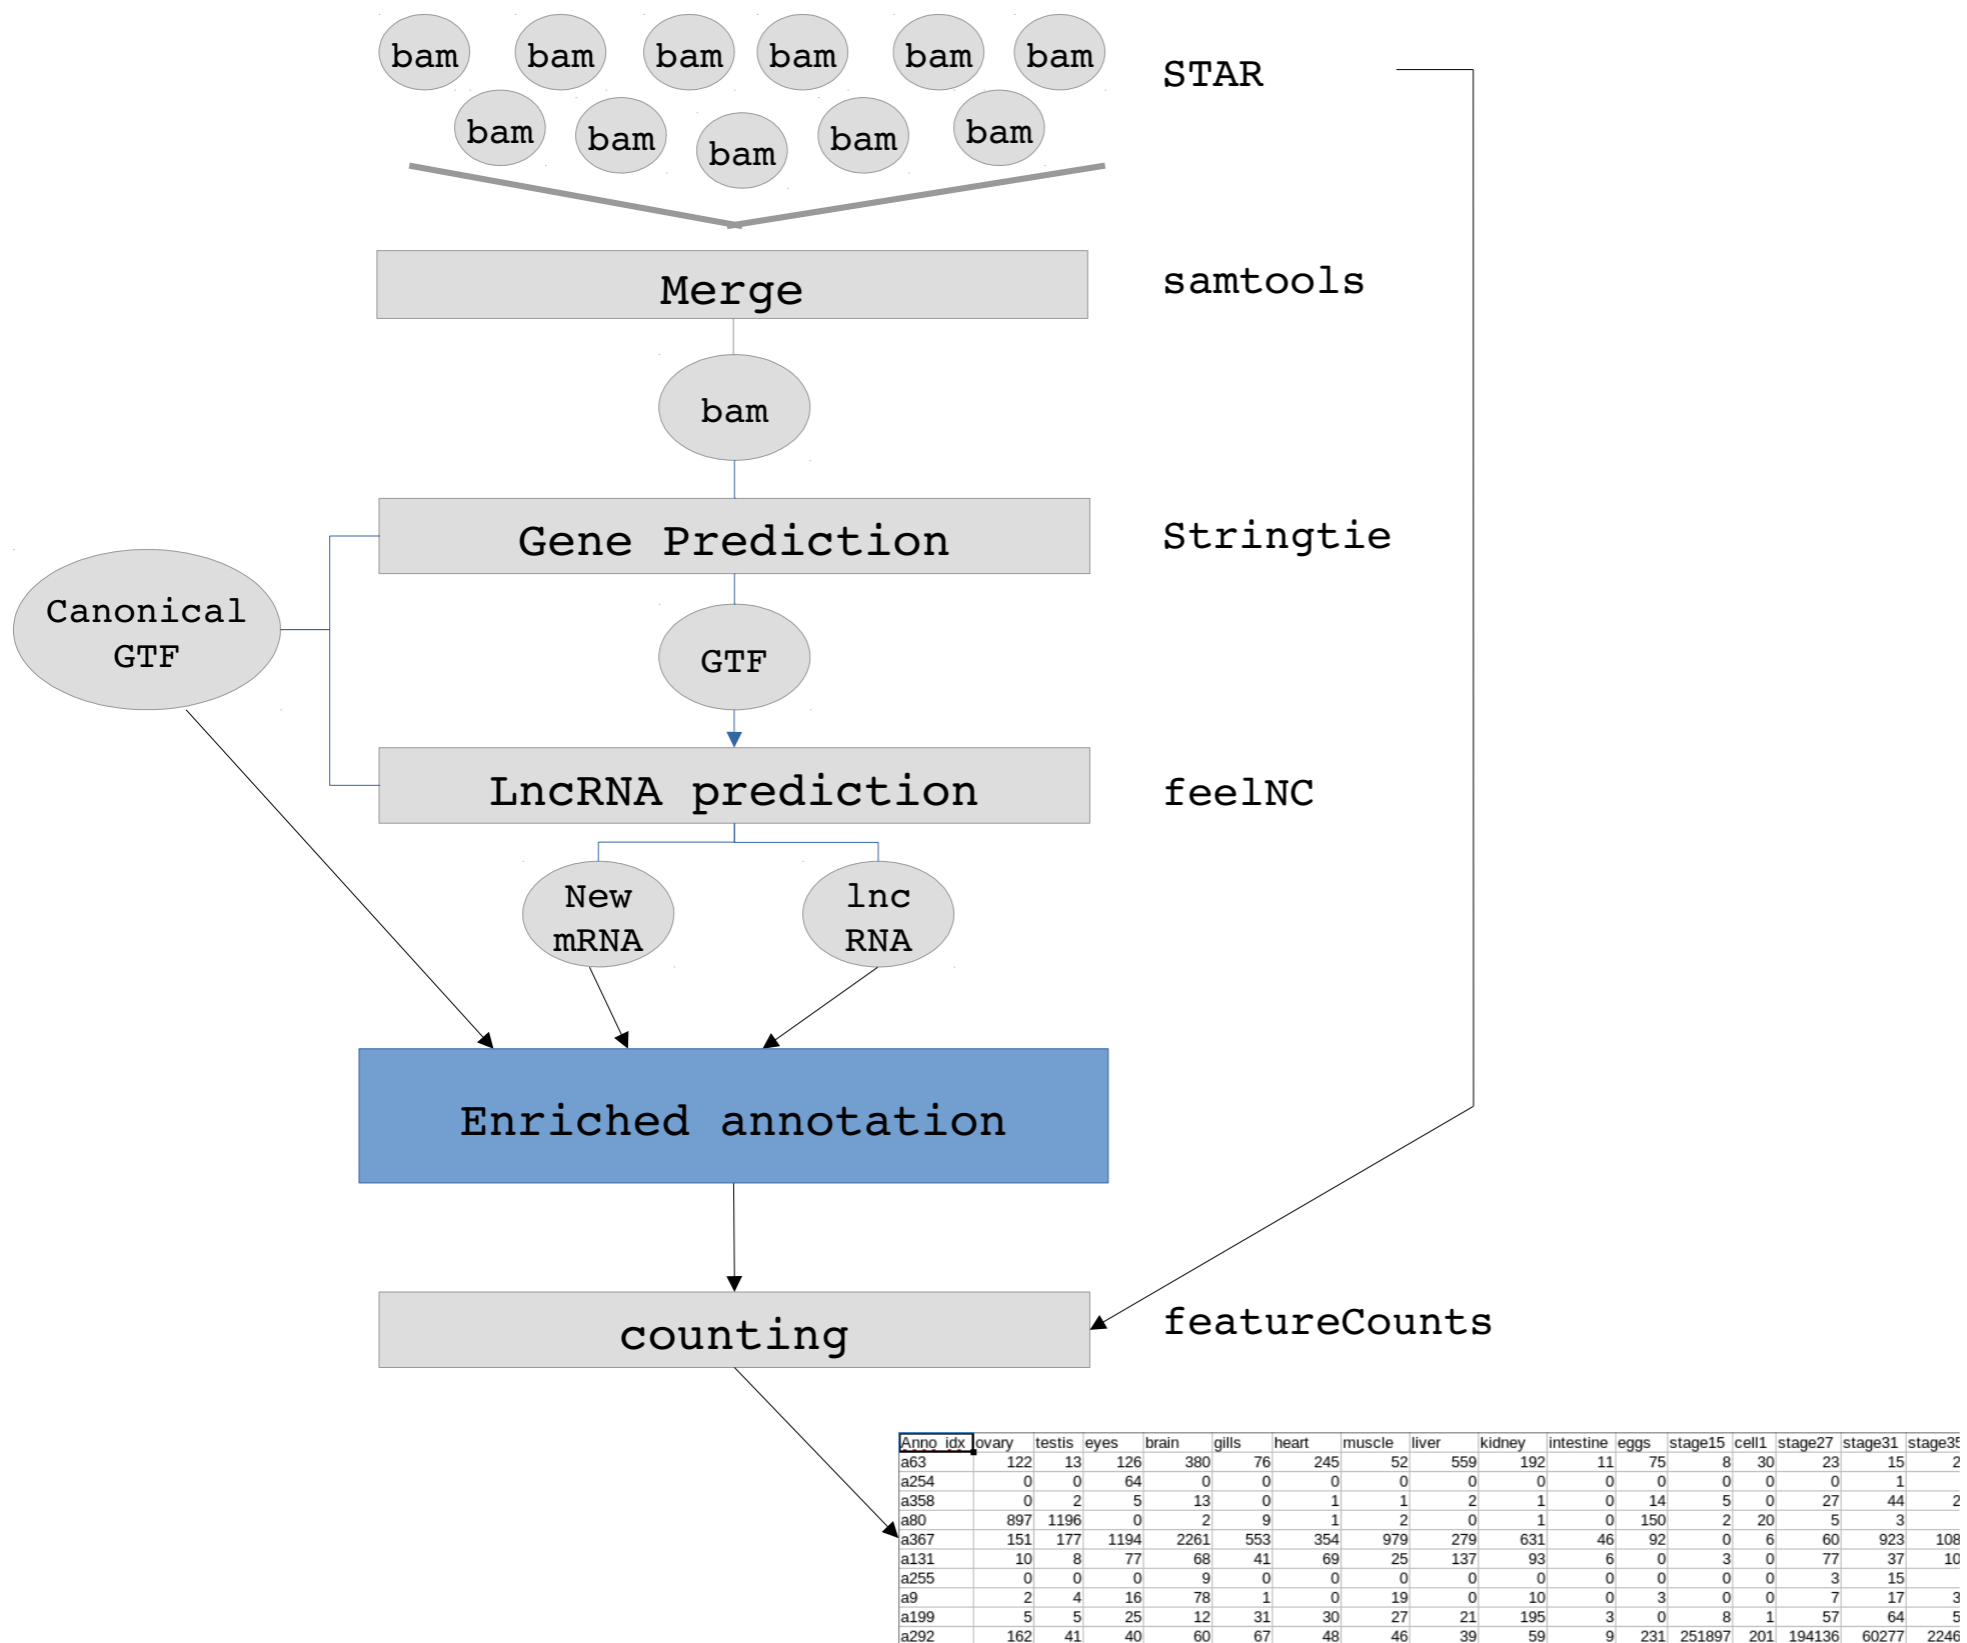 bam bam bam bam bam bam STAR
bam bam bam bam bam
Merge samtools
bam
Gene Prediction Stringtie
Canonical
GTF
GTF
LncRNA prediction feelNC
New
mRNA
lnc
RNA
Enriched annotation
counting featureCounts
Anno_idx ovary testis eyes brain gills heart muscle liver kidney intestine eggs stage15 cell1 stage27 stage31 stage35
a63 122 13 126 380 76 245 52 559 192 11 75 8 30 23 15 2
a254 0 0 64 0 0 0 0 0 0 0 0 0 0 0 1
a358 0 2 5 13 0 1 1 2 1 0 14 5 0 27 44 2
a80 897 1196 0 2 9 1 2 0 1 0 150 2 20 5 3
a367 151 177 1194 2261 553 354 979 279 631 46 92 0 6 60 923 108
a131 10 8 77 68 41 69 25 137 93 6 0 3 0 77 37 10
a255 0 0 0 9 0 0 0 0 0 0 0 0 0 3 15
a9 2 4 16 78 1 0 19 0 10 0 3 0 0 7 17 3
a199 5 5 25 12 31 30 27 21 195 3 0 8 1 57 64 5
a292 162 41 40 60 67 48 46 39 59 9 231 251897 201 194136 60277 2246